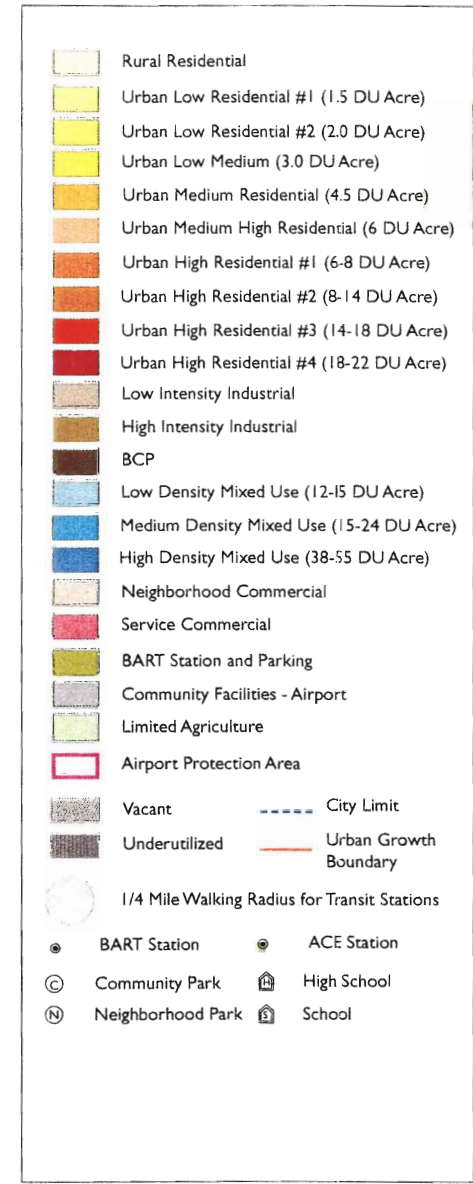 Rural Residential
Urban Low Residential #1 (1.5 DU Acre)
Urban Low Residential #2 (2.0 DU Acre)
Urban Low Medium (3.0 DU Acre)
Urban Medium Residential (4.5 DU Acre)
Urban Medium High Residential (6 DU Acre)
Urban High Residential #1 (6-8 DU Acre)
Urban High Residential #2 (8-14 DU Acre)
Urban High Residential #3 (14-18 DU Acre)
Urban High Residential #4 (18-22 DU Acre)
Low Intensity Industrial
High Intensity Industrial
BCP
Low Density Mixed Use (12-15 DU Acre)
Medium Density Mixed Use (15-24 DU Acre)
High Density Mixed Use (38-55 DU Acre)
Neighborhood Commercial
Service Commercial
BART Station and Parking
Community Facilities - Airport
Limited Agriculture
Airport Protection Area
Vacant City Limit
Underutilized Urban Growth
Boundary
1/4 Mile Walking Radius for Transit Stations
BART Station ACE Station
C Community Park H High School
N Neighborhood Park S School